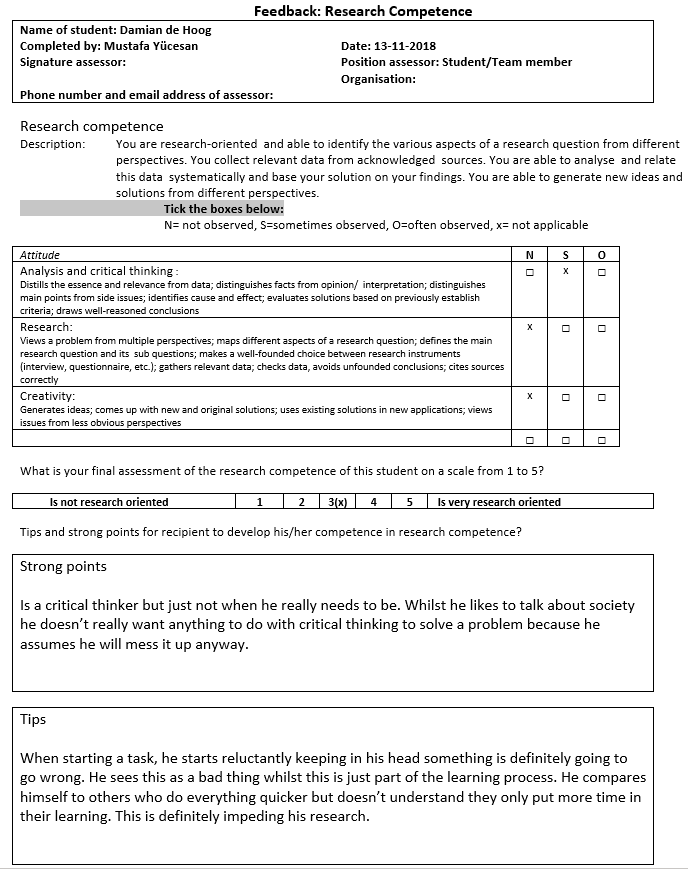 Feedback: Research Competence
Name of student: Damian de Hoog
Completed by: Mustafa Yücesan Date: 13-11-2018
Signature assessor: Position assessor: Student/Team member
Organisation:
Phone number and email address of assessor:
Research competence
Description: You are research-oriented and able to identify the various aspects of a research question from different
perspectives. You collect relevant data from acknowledged sources. You are able to analyse and relate
this data systematically and base your solution on your findings. You are able to generate new ideas and
solutions from different perspectives.
Tick the boxes below:
N= not observed, S=sometimes observed, O=often observed, x= not applicable
Attitude N S O
Analysis and critical thinking : ☐ x ☐
Distills the essence and relevance from data; distinguishes facts from opinion/ interpretation; distinguishes
main points from side issues; identifies cause and effect; evaluates solutions based on previously establish
criteria; draws well-reasoned conclusions
Research: x ☐ ☐
Views a problem from multiple perspectives; maps different aspects of a research question; defines the main
research question and its sub questions; makes a well-founded choice between research instruments
(interview, questionnaire, etc.); gathers relevant data; checks data, avoids unfounded conclusions; cites sources
correctly
Creativity: x ☐ ☐
Generates ideas; comes up with new and original solutions; uses existing solutions in new applications; views
issues from less obvious perspectives
☐ ☐ ☐
What is your final assessment of the research competence of this student on a scale from 1 to 5?
Is not research oriented 1 2 3(x) 4 5 Is very research oriented
Tips and strong points for recipient to develop his/her competence in research competence?
Strong points
Is a critical thinker but just not when he really needs to be. Whilst he likes to talk about society
he doesn't really want anything to do with critical thinking to solve a problem because he
assumes he will mess it up anyway.
Tips
When starting a task, he starts reluctantly keeping in his head something is definitely going to
go wrong. He sees this as a bad thing whilst this is just part of the learning process. He compares
himself to others who do everything quicker but doesn't understand they only put more time in
their learning. This is definitely impeding his research.